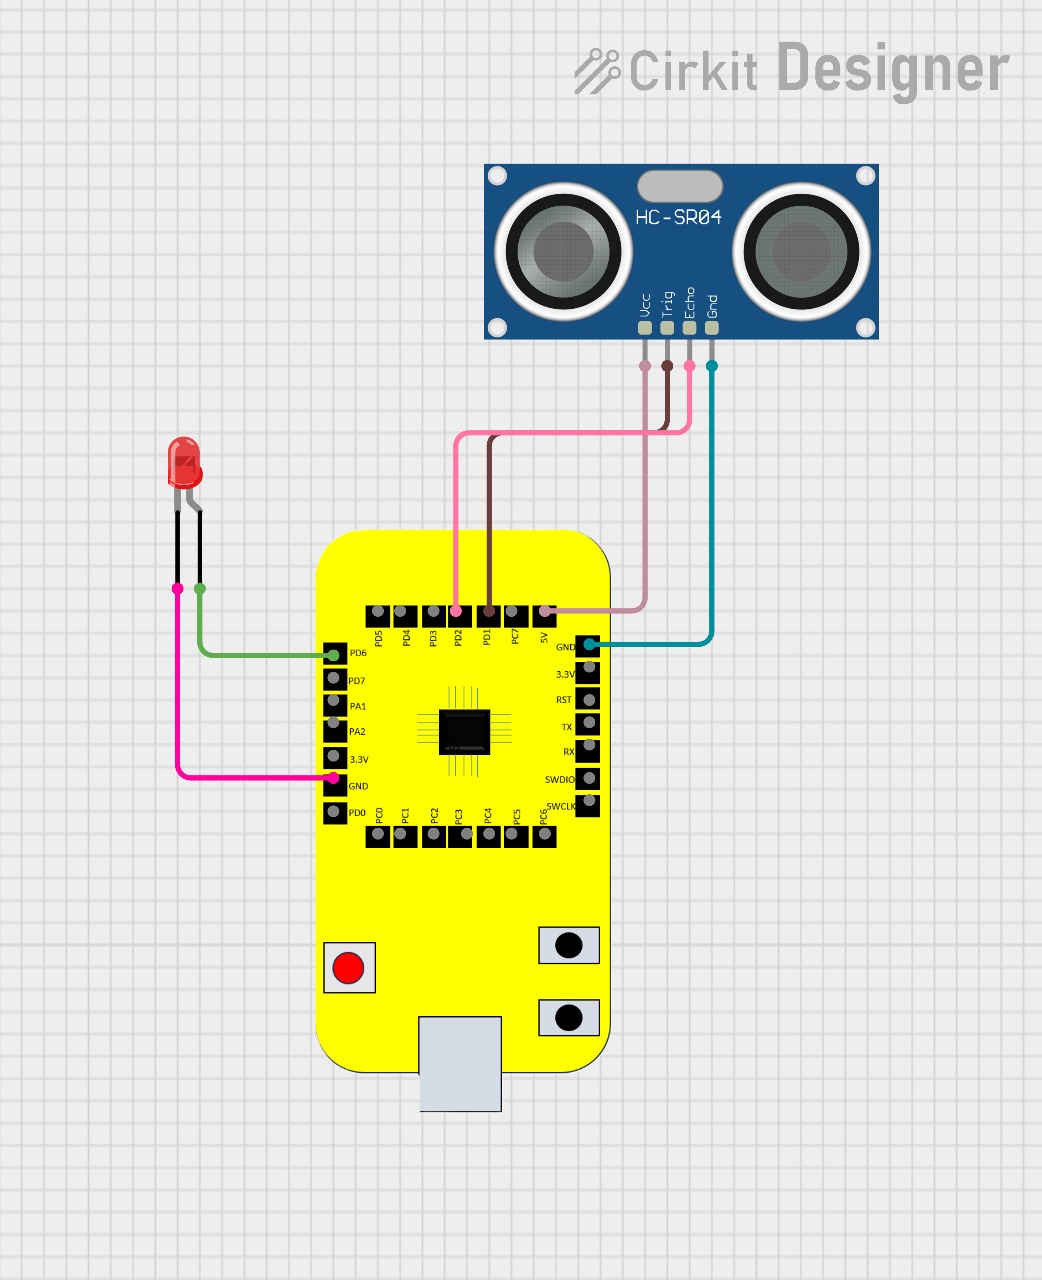 Cirkit Designer
HC-SR04
Vcc
Trig
Echo
Gnd
PD5
PD4
PD3
PD2
PD1
PC7
5V
GND
3.3V
RST
TX
RX
SWDIO
SWCLK
PD6
PD7
PA1
PA2
3.3V
GND
PD0
PC0
PC1
PC2
PC3
PC4
PC5
PC6